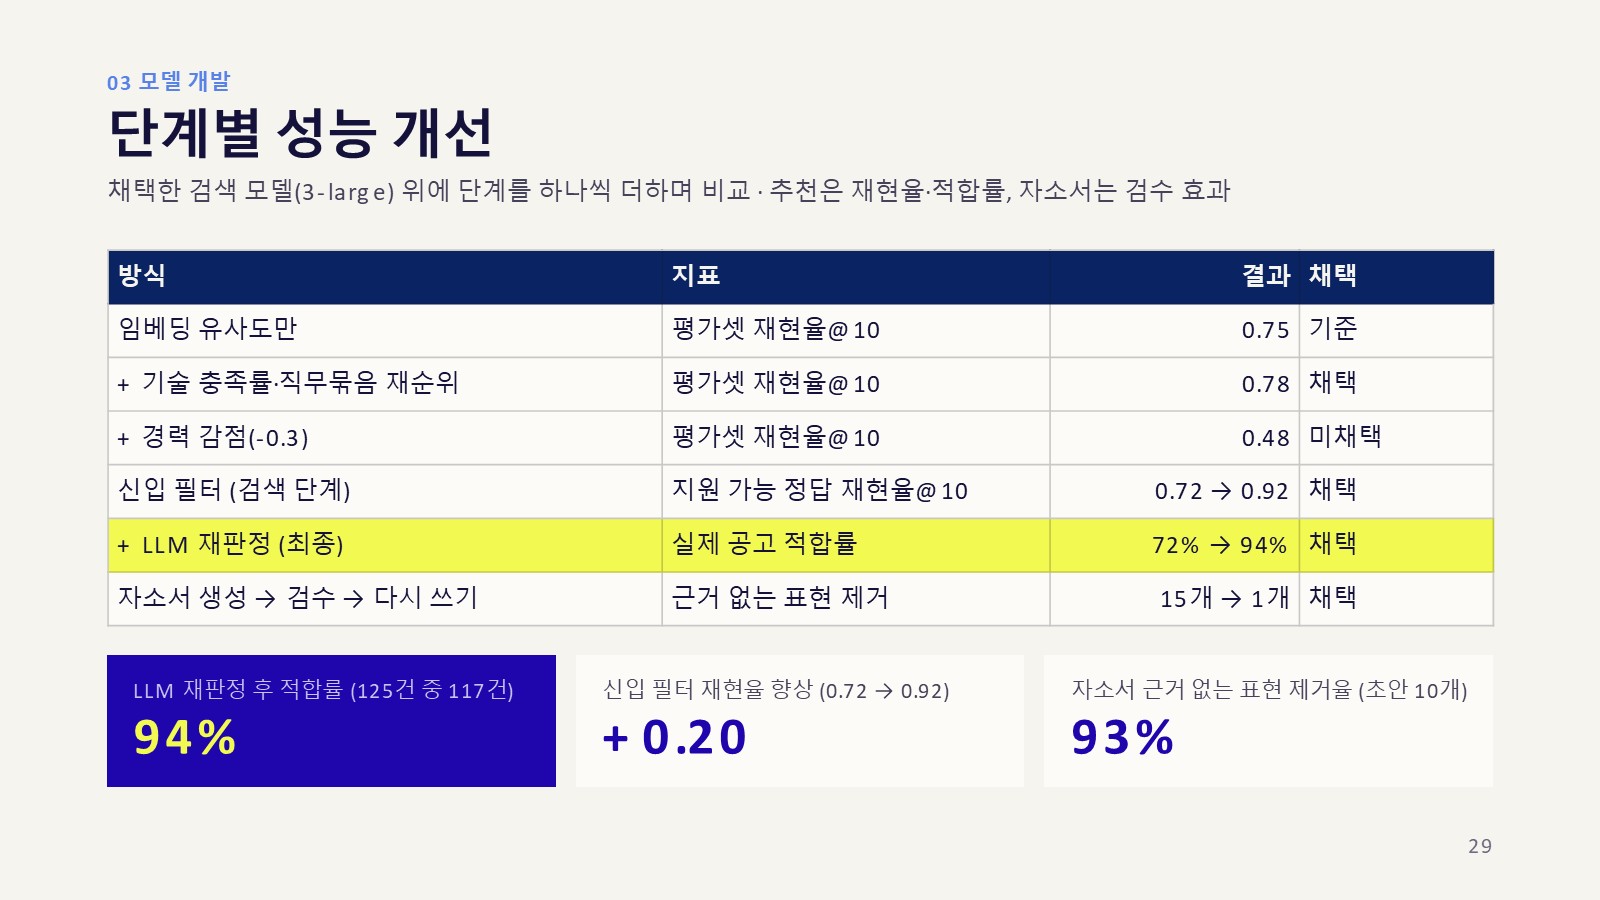 03 모델 개발
단계별 성능 개선
채택한 검색 모델(3-large) 위에 단계를 하나씩 더하며 비교 · 추천은 재현율·적합률, 자소서는 검수 효과
방식 지표 결과 채택
임베딩 유사도만 평가셋 재현율@10 0.75 기준
+ 기술 충족률·직무묶음 재순위 평가셋 재현율@10 0.78 채택
+ 경력 감점(-0.3) 평가셋 재현율@10 0.48 미채택
신입 필터 (검색 단계) 지원 가능 정답 재현율@10 0.72 → 0.92 채택
+ LLM 재판정 (최종) 실제 공고 적합률 72% → 94% 채택
자소서 생성 → 검수 → 다시 쓰기 근거 없는 표현 제거 15개 → 1개 채택
LLM 재판정 후 적합률 (125건 중 117건)
94%
신입 필터 재현율 향상 (0.72 → 0.92)
+ 0.20
자소서 근거 없는 표현 제거율 (초안 10개)
93%
29